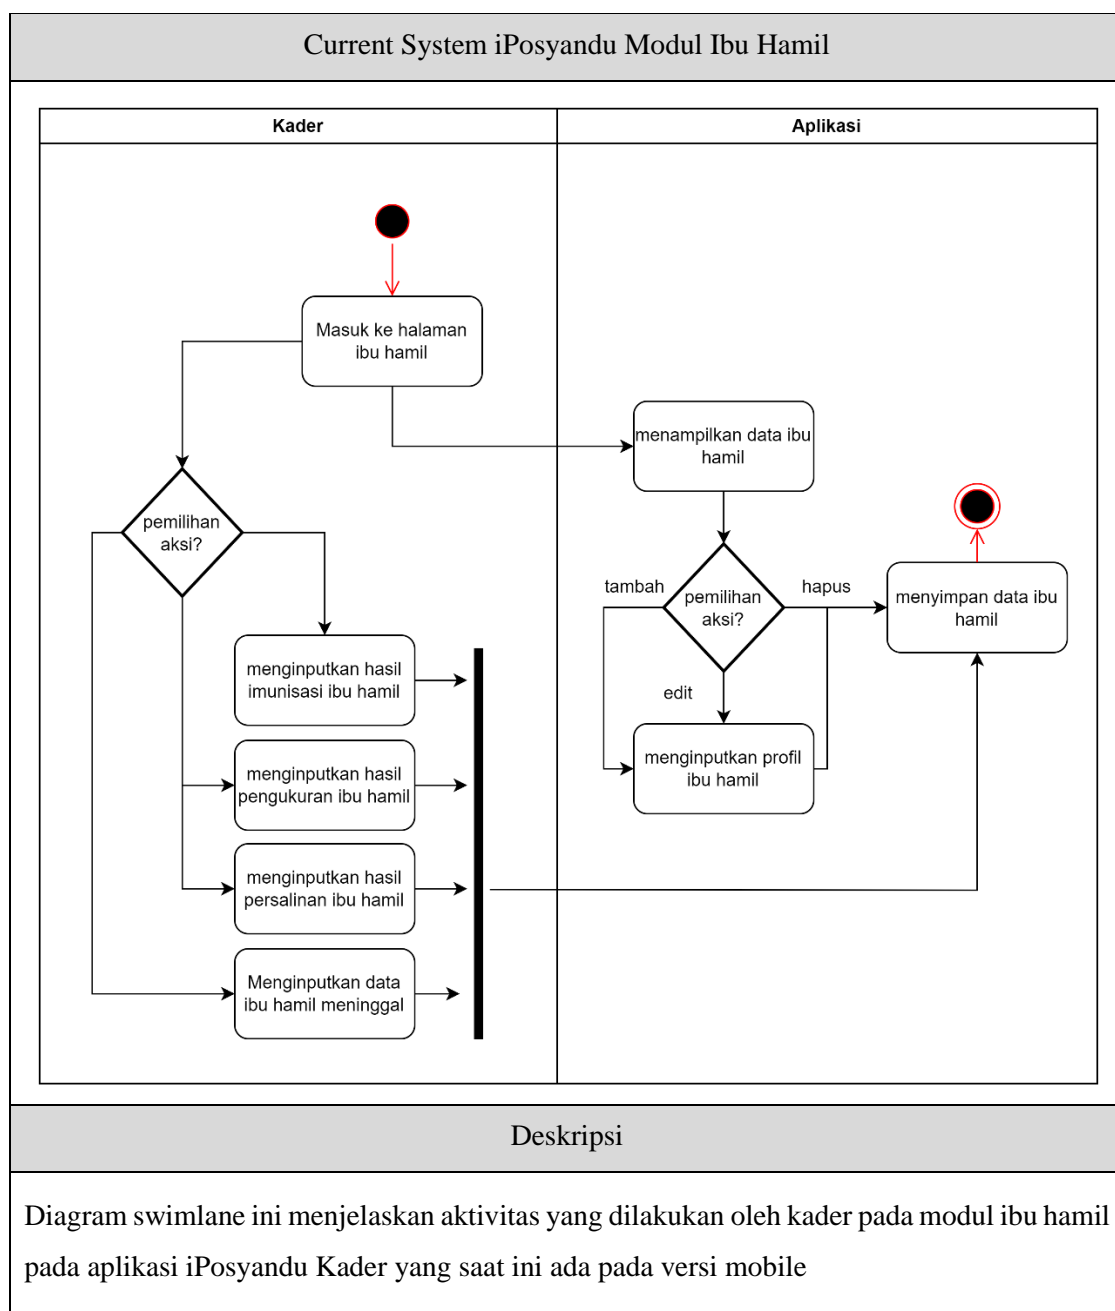 Current System iPosyandu Modul Ibu Hamil
Kader
Aplikasi
Masuk ke halaman
ibu hamil
menampilkan data ibu
hamil
pemilihan
aksi?
tambah
pemilihan
aksi?
hapus
menyimpan data ibu
hamil
edit
menginputkan hasil
imunisasi ibu hamil
menginputkan profil
ibu hamil
menginputkan hasil
pengukuran ibu hamil
menginputkan hasil
persalinan ibu hamil
Menginputkan data
ibu hamil meninggal
Deskripsi
Diagram swimlane ini menjelaskan aktivitas yang dilakukan oleh kader pada modul ibu hamil
pada aplikasi iPosyandu Kader yang saat ini ada pada versi mobile